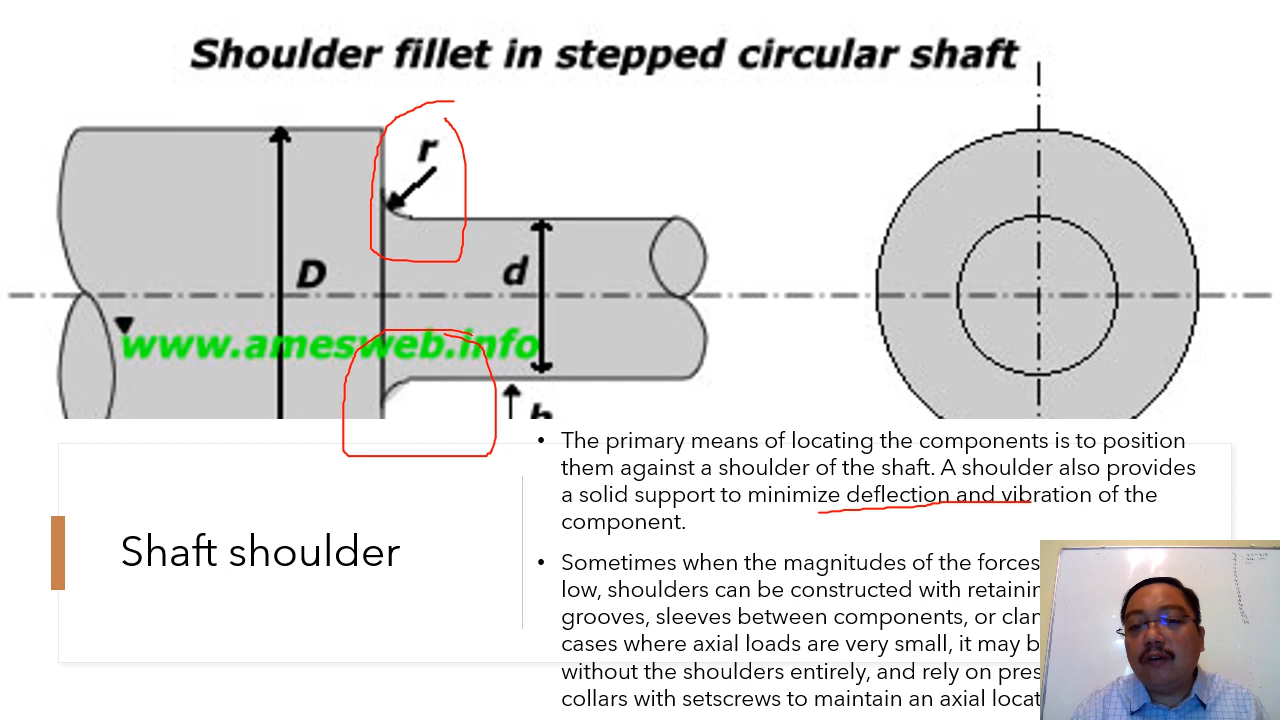 Shoulder fillet in stepped circular shaft
r
D
d
www.amesweb.info
h
Shaft shoulder
• The primary means of locating the components is to position
them against a shoulder of the shaft. A shoulder also provides
a solid support to minimize deflection and vibration of the
component.
• Sometimes when the magnitudes of the forces
low, shoulders can be constructed with
grooves, sleeves between components, or
cases where axial loads are very small, it may
without the shoulders entirely, and rely on
collars with setscrews to maintain an axial